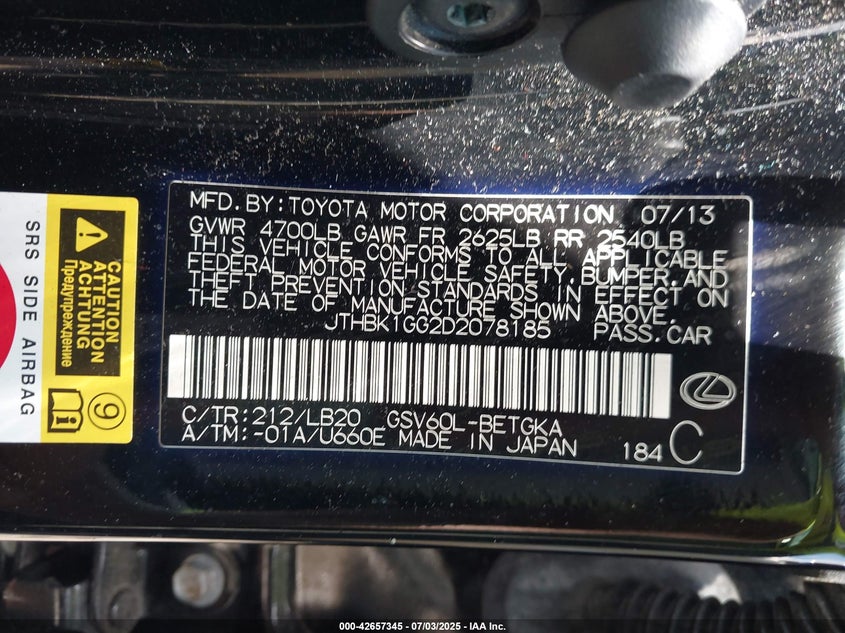 MFD. BY: TOYOTA MOTOR CORPORATION 07/13
GVWR 4700LB GAWR FR 2625LB RR 2540LB
THIS VEHICLE CONFORMS TO ALL APPLICABLE
FEDERAL MOTOR VEHICLE SAFETY, BUMPER, AND
THEFT PREVENTION STANDARDS IN EFFECT ON
THE DATE OF MANUFACTURE SHOWN ABOVE.
JTHBK1GG2D2078185 PASS. CAR
C/TR: 212/LB20 GSV60L-BETGKA
A/TM: -01A/U660E MADE IN JAPAN
184 C
SRS SIDE AIRBAG
CAUTION
ATTENTION
ACHTUNG
Предупреждение
9
000-42657345 - 07/03/2025 - IAA Inc.